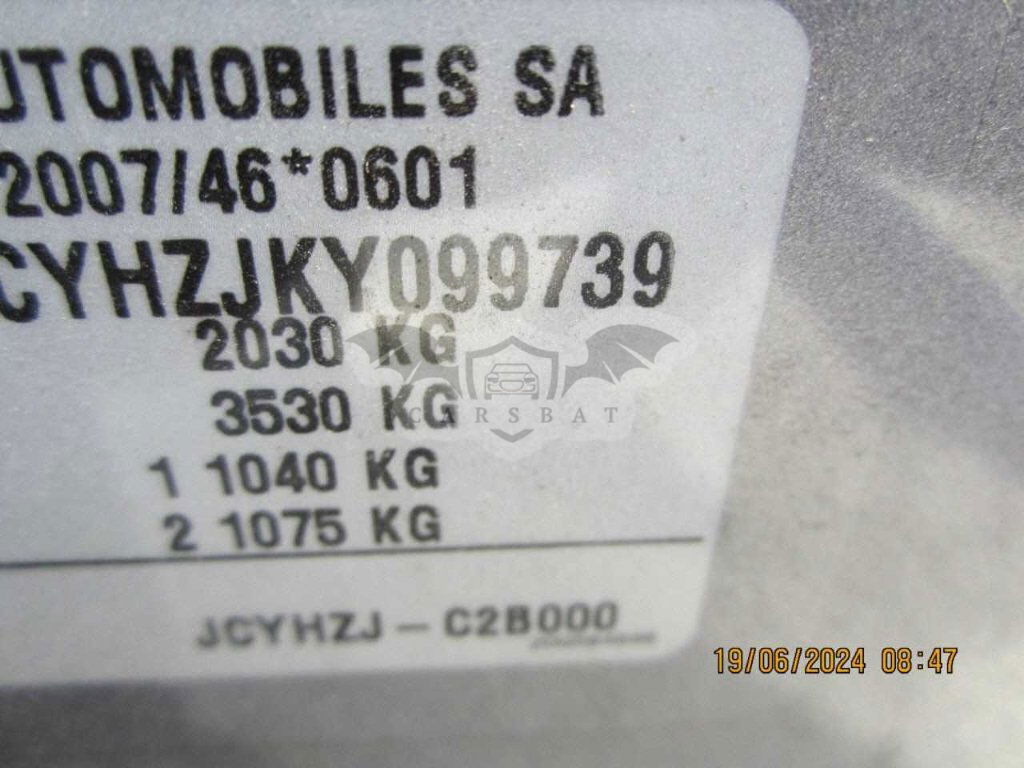 UTOMOBILES SA
2007/46*0601
CYHZJKY099739
2030 KG
3530 KG
CARSBAT
1 1040 KG
2 1075 KG
JCYHZJ - C2B000
19/06/2024 08:47